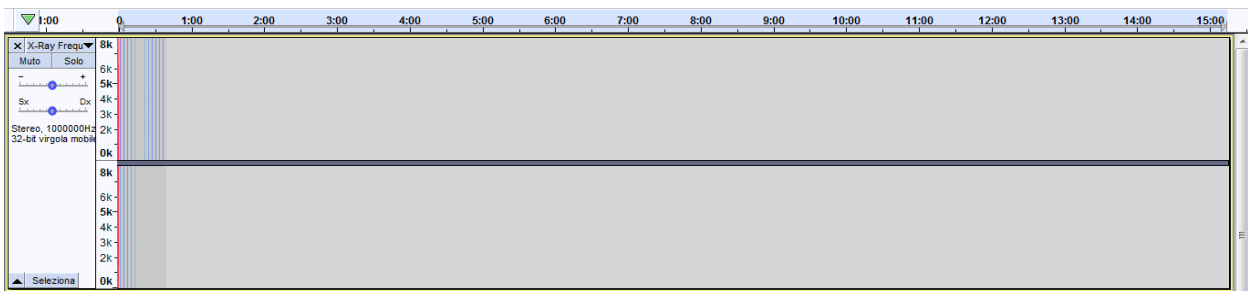 1:00 0 1:00 2:00 3:00 4:00 5:00 6:00 7:00 8:00 9:00 10:00 11:00 12:00 13:00 14:00 15:00
X-Ray Frequ
Muto Solo
- +
Sx Dx
Stereo, 1000000Hz
32-bit virgola mobile
Seleziona
8k
6k
5k
4k
3k
2k
0k
8k
6k
5k
4k
3k
2k
0k